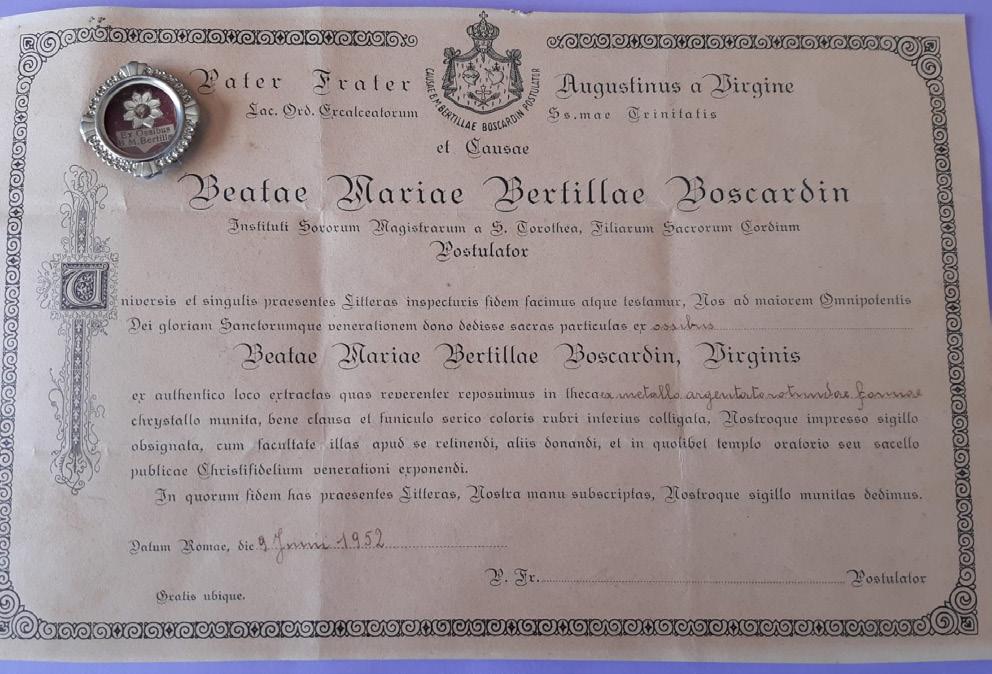 Pater Frater Augustinus a Virgine
Sac. Ord. Excalceatorum Ss.mae Trinitatis
CAUSAE B. M. BERTILLAE BOSCARDIN POSTULATOR
et Causae
Beatae Mariae Bertillae Boscardin
Instituti Sororum Magistrarum a S. Dorothea, Filiarum Sacrorum Cordium
Postulator
Universis et singulis praesentes Litteras inspecturis fidem facimus atque testamur, Nos ad maiorem Omnipotentis
Dei gloriam Sanctorumque venerationem dono dedisse sacras particulas ex ossibus
Beatae Mariae Bertillae Boscardin, Virginis
ex authentico loco extractas quas reverenter reposuimus in theca ex metallo argentato rotundae formae
chrystallo munita, bene clausa et funiculo serico coloris rubri interius colligata, Nostroque impresso sigillo
obsignata, cum facultate illas apud se retinendi, aliis donandi, et in quolibet templo oratorio seu sacello
publicae Christifidelium venerationi exponendi.
In quorum fidem has praesentes Litteras, Nostra manu subscriptas, Nostroque sigillo munitas dedimus.
Datum Romae, die 9 Junii 1952
P. Fr. Postulator
Gratis ubique.
Ex Ossibus
B. M. Bertilla